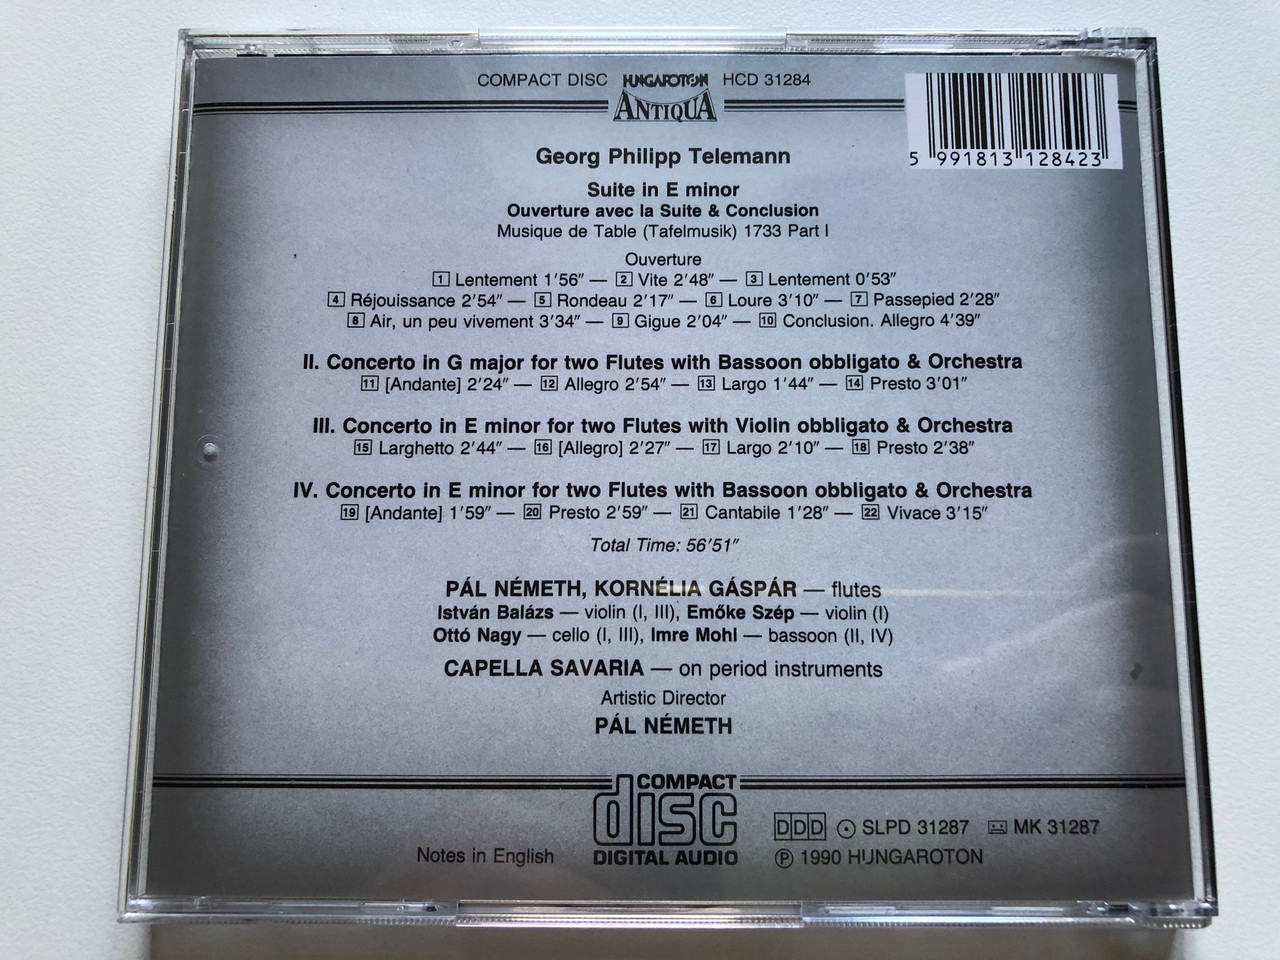 COMPACT DISC HUNGAROTON HCD 31284
ANTIQUA
5 991813 128423
Georg Philipp Telemann
Suite in E minor
Ouverture avec la Suite & Conclusion
Musique de Table (Tafelmusik) 1733 Part I
Ouverture
1 Lentement 1′56″ — 2 Vite 2′48″ — 3 Lentement 0′53″
4 Réjouissance 2′54″ — 5 Rondeau 2′17″ — 6 Loure 3′10″ — 7 Passepied 2′28″
8 Air, un peu vivement 3′34″ — 9 Gigue 2′04″ — 10 Conclusion. Allegro 4′39″
II. Concerto in G major for two Flutes with Bassoon obbligato & Orchestra
11 [Andante] 2′24″ — 12 Allegro 2′54″ — 13 Largo 1′44″ — 14 Presto 3′01″
III. Concerto in E minor for two Flutes with Violin obbligato & Orchestra
15 Larghetto 2′44″ — 16 [Allegro] 2′27″ — 17 Largo 2′10″ — 18 Presto 2′38″
IV. Concerto in E minor for two Flutes with Bassoon obbligato & Orchestra
19 [Andante] 1′59″ — 20 Presto 2′59″ — 21 Cantabile 1′28″ — 22 Vivace 3′15″
Total Time: 56′51″
PÁL NÉMETH, KORNÉLIA GÁSPÁR — flutes
István Balázs — violin (I, III), Emőke Szép — violin (I)
Ottó Nagy — cello (I, III), Imre Mohl — bassoon (II, IV)
CAPELLA SAVARIA — on period instruments
Artistic Director
PÁL NÉMETH
COMPACT
disc
DIGITAL AUDIO
DDD SLPD 31287 MK 31287
Notes in English
℗ 1990 HUNGAROTON